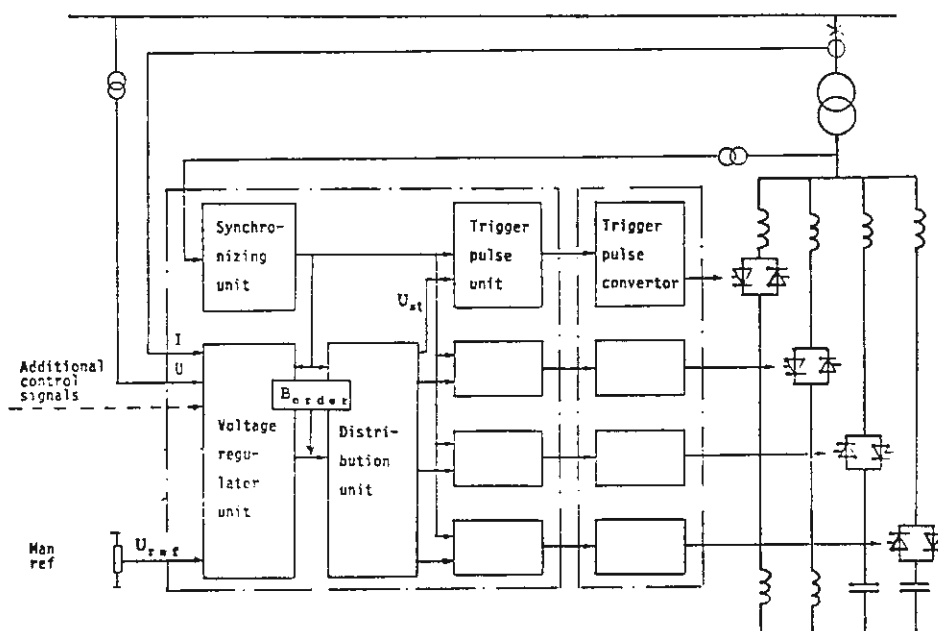 Synchro-
nizing
unit
Trigger
pulse
unit
Trigger
pulse
convertor
U st
I
U
Additional
control
signals
B order
Voltage
regu-
later
unit
Distri-
bution
unit
Man
ref
U ref